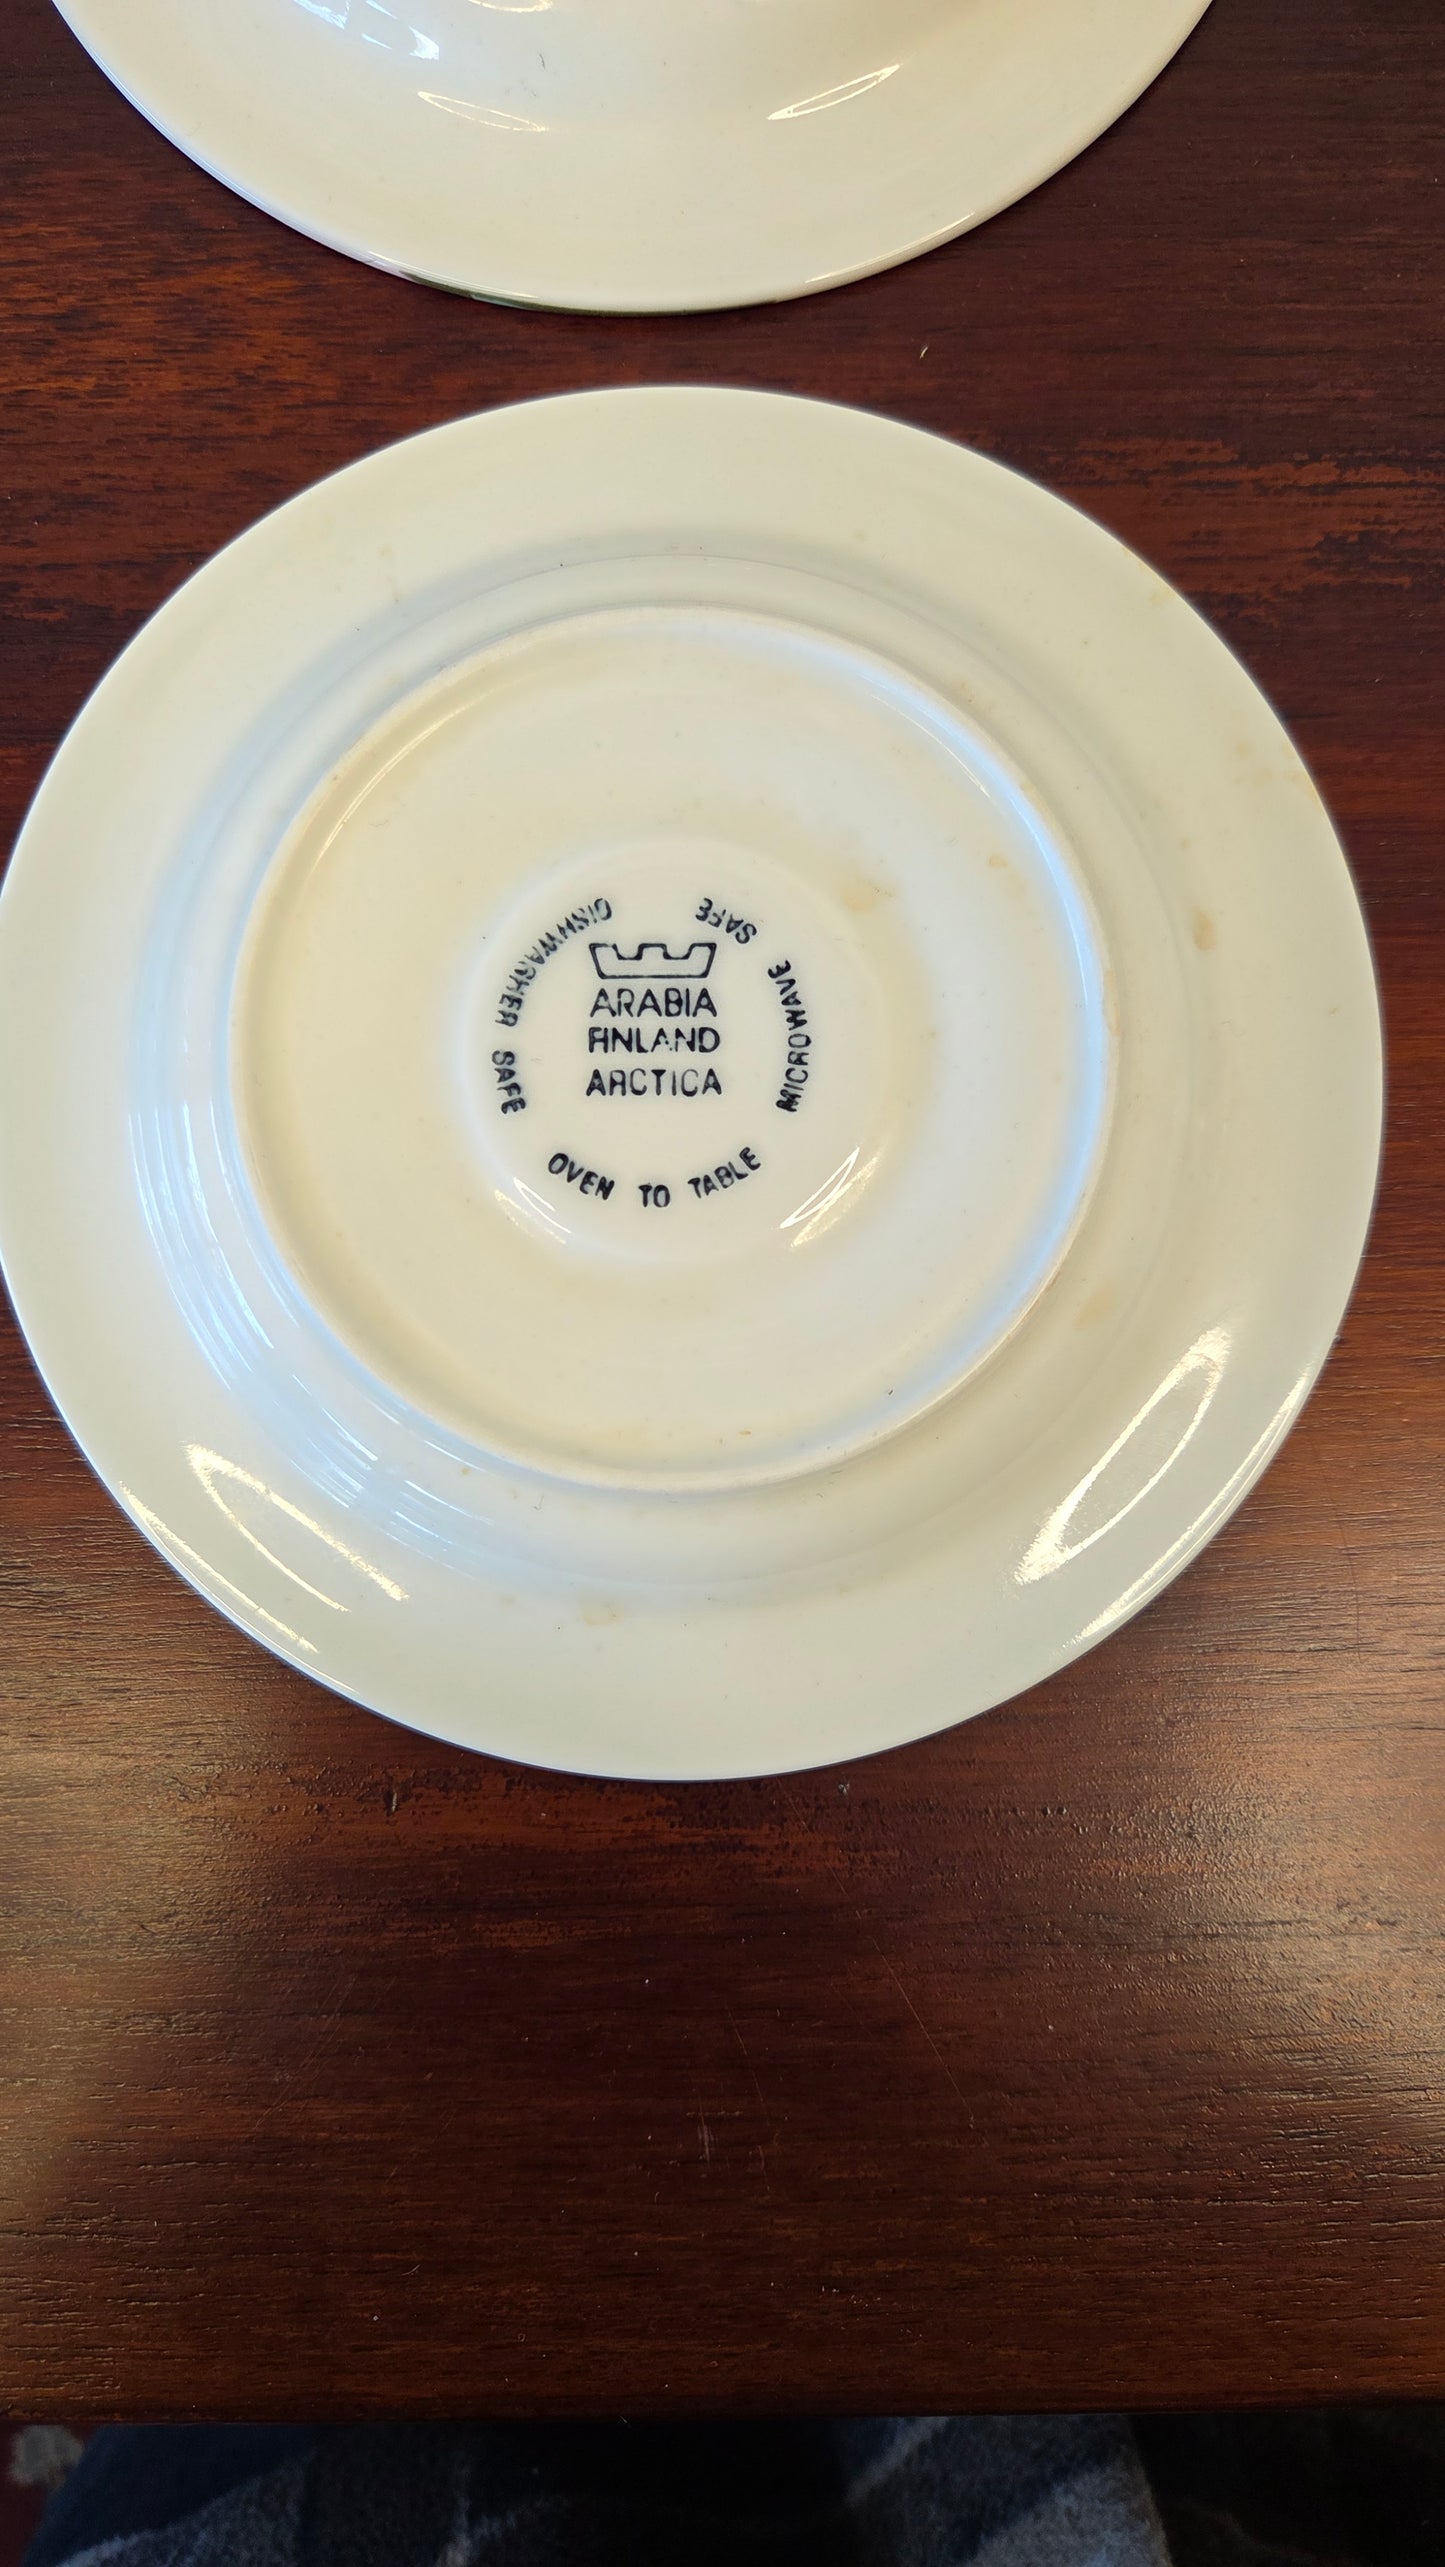 ARABIA
FINLAND
ARCTICA
DISHWASHER SAFE
OVEN TO TABLE
MICROWAVE SAFE